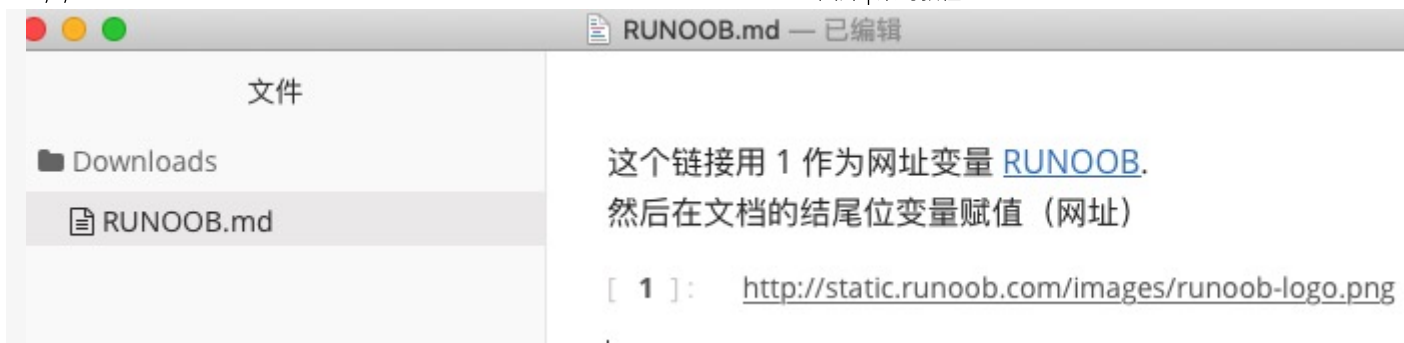 RUNOOB.md — 已编辑
文件
Downloads
RUNOOB.md
这个链接用 1 作为网址变量 RUNOOB.
然后在文档的结尾位变量赋值（网址）
[ 1 ]: http://static.runoob.com/images/runoob-logo.png